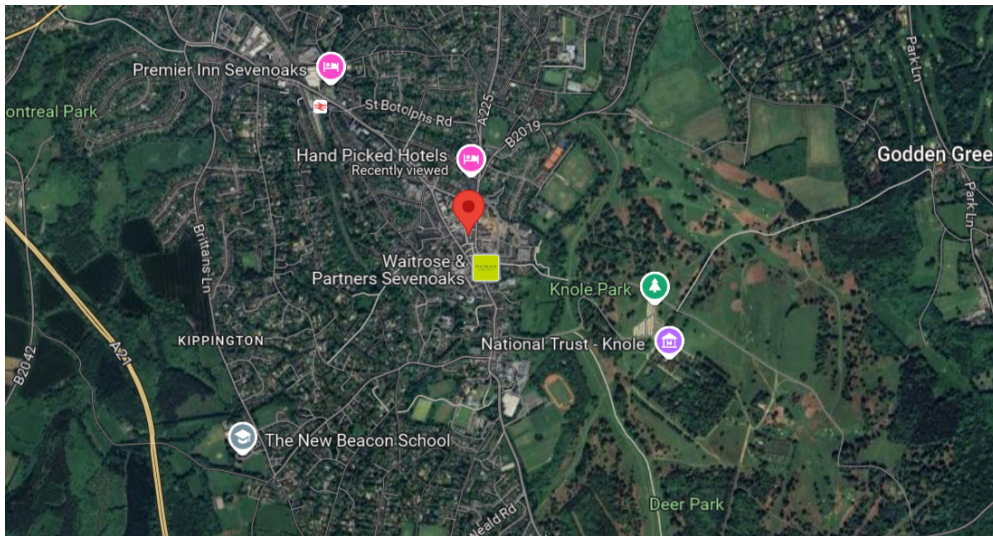 Park Ln
Premier Inn Sevenoaks
ontreal Park
St Botolphs Rd
A225
B2019
Hand Picked Hotels
Recently viewed
Godden Gree
Park Ln
Brittans Ln
Waitrose &
Partners Sevenoaks
Knole Park
KIPPINGTON
National Trust - Knole
A21
B2042
The New Beacon School
Deer Park
Weald Rd